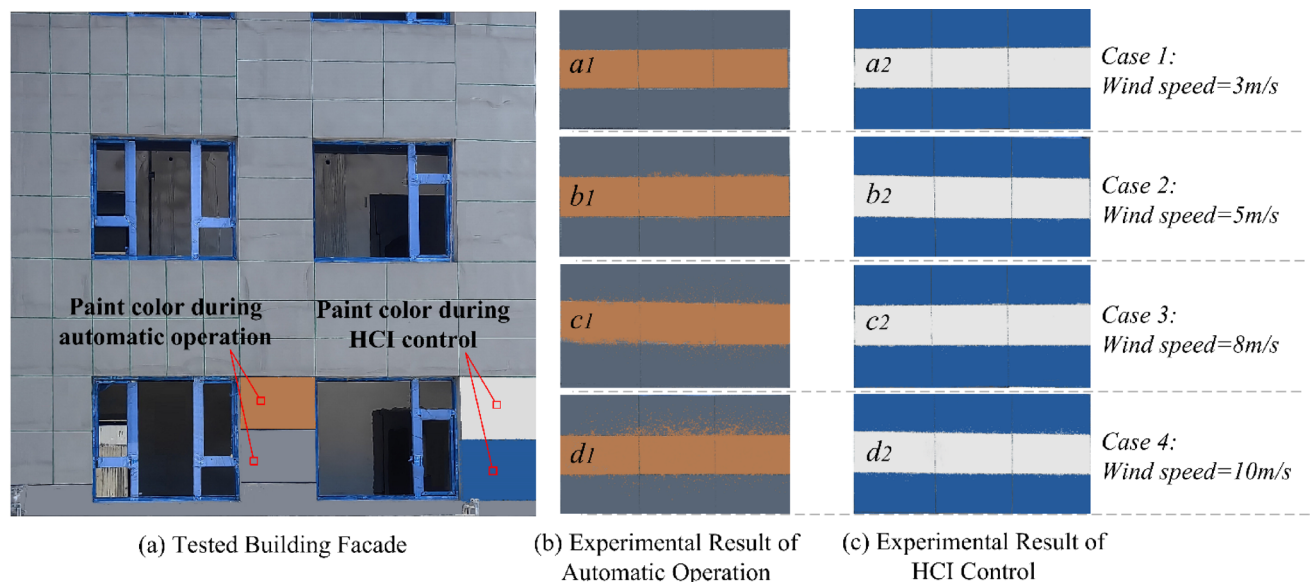 Paint color during
automatic operation
Paint color during
HCI control
a1
a2
Case 1:
Wind speed=3m/s
b1
b2
Case 2:
Wind speed=5m/s
c1
c2
Case 3:
Wind speed=8m/s
d1
d2
Case 4:
Wind speed=10m/s
(a) Tested Building Facade
(b) Experimental Result of
Automatic Operation
(c) Experimental Result of
HCI Control